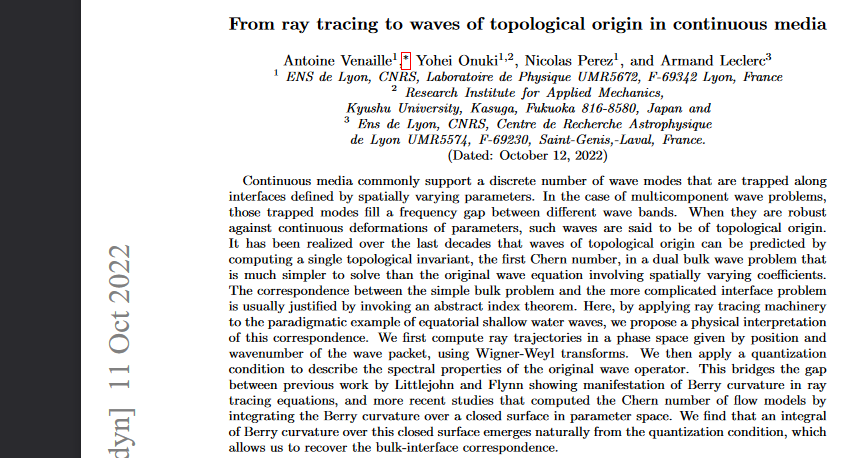 From ray tracing to waves of topological origin in continuous media
Antoine Venaille¹,* Yohei Onuki¹,², Nicolas Perez¹, and Armand Leclerc³
¹ ENS de Lyon, CNRS, Laboratoire de Physique UMR5672, F-69342 Lyon, France
² Research Institute for Applied Mechanics,
Kyushu University, Kasuga, Fukuoka 816-8580, Japan and
³ Ens de Lyon, CNRS, Centre de Recherche Astrophysique
de Lyon UMR5574, F-69230, Saint-Genis,-Laval, France.
(Dated: October 12, 2022)
Continuous media commonly support a discrete number of wave modes that are trapped along
interfaces defined by spatially varying parameters. In the case of multicomponent wave problems,
those trapped modes fill a frequency gap between different wave bands. When they are robust
against continuous deformations of parameters, such waves are said to be of topological origin.
It has been realized over the last decades that waves of topological origin can be predicted by
computing a single topological invariant, the first Chern number, in a dual bulk wave problem that
is much simpler to solve than the original wave equation involving spatially varying coefficients.
The correspondence between the simple bulk problem and the more complicated interface problem
is usually justified by invoking an abstract index theorem. Here, by applying ray tracing machinery
to the paradigmatic example of equatorial shallow water waves, we propose a physical interpretation
of this correspondence. We first compute ray trajectories in a phase space given by position and
wavenumber of the wave packet, using Wigner-Weyl transforms. We then apply a quantization
condition to describe the spectral properties of the original wave operator. This bridges the gap
between previous work by Littlejohn and Flynn showing manifestation of Berry curvature in ray
tracing equations, and more recent studies that computed the Chern number of flow models by
integrating the Berry curvature over a closed surface in parameter space. We find that an integral
of Berry curvature over this closed surface emerges naturally from the quantization condition, which
allows us to recover the bulk-interface correspondence.
dyn] 11 Oct 2022